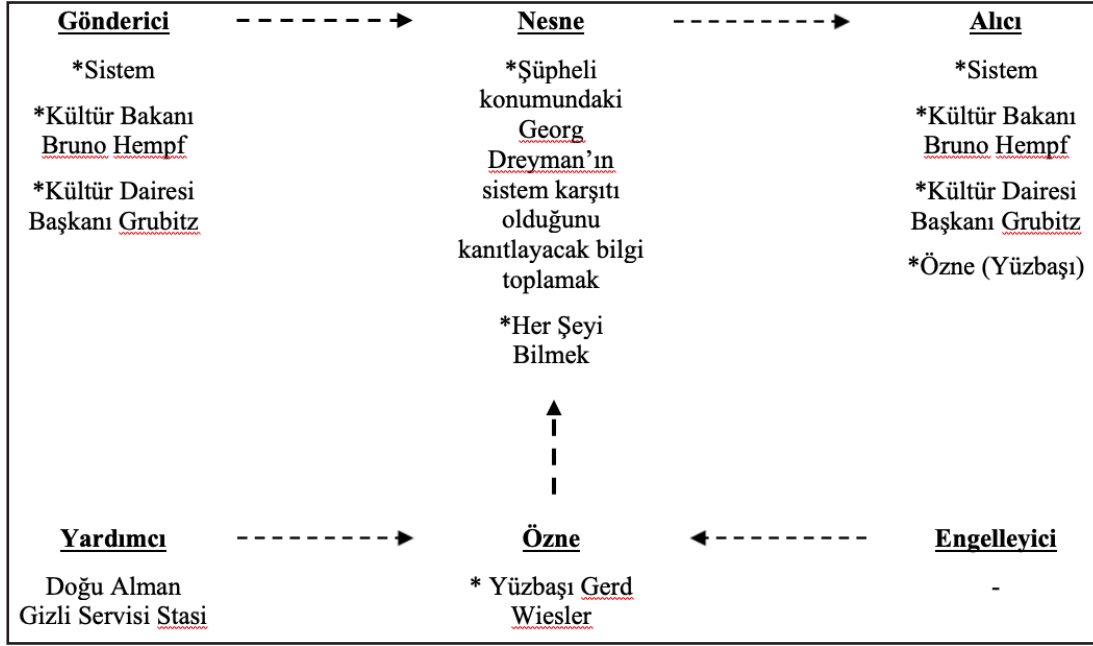 Gönderici
Nesne
Alıcı
*Sistem
*Kültür Bakanı
Bruno Hempf
*Kültür Dairesi
Başkanı Grubitz
*Şüpheli
konumundaki
Georg
Dreyman’ın
sistem karşıtı
olduğunu
kanıtlayacak bilgi
toplamak
*Her Şeyi
Bilmek
*Sistem
*Kültür Bakanı
Bruno Hempf
*Kültür Dairesi
Başkanı Grubitz
*Özne (Yüzbaşı)
Yardımcı
Özne
Engelleyici
Doğu Alman
Gizli Servisi Stasi
* Yüzbaşı Gerd
Wiesler
-